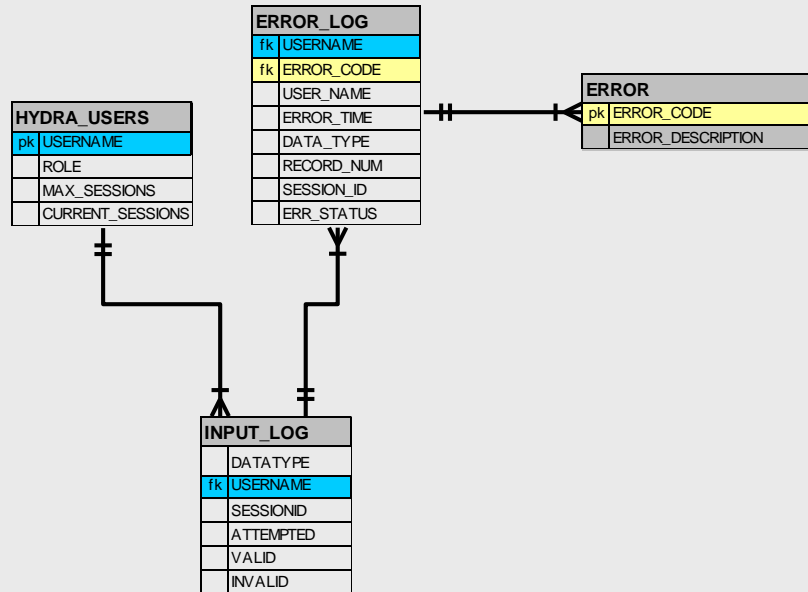 HYDRA_USERS
pk USERNAME
ROLE
MAX_SESSIONS
CURRENT_SESSIONS
ERROR_LOG
fk USERNAME
fk ERROR_CODE
USER_NAME
ERROR_TIME
DATA_TYPE
RECORD_NUM
SESSION_ID
ERR_STATUS
ERROR
pk ERROR_CODE
ERROR_DESCRIPTION
INPUT_LOG
DATATYPE
fk USERNAME
SESSIONID
ATTEMPTED
VALID
INVALID